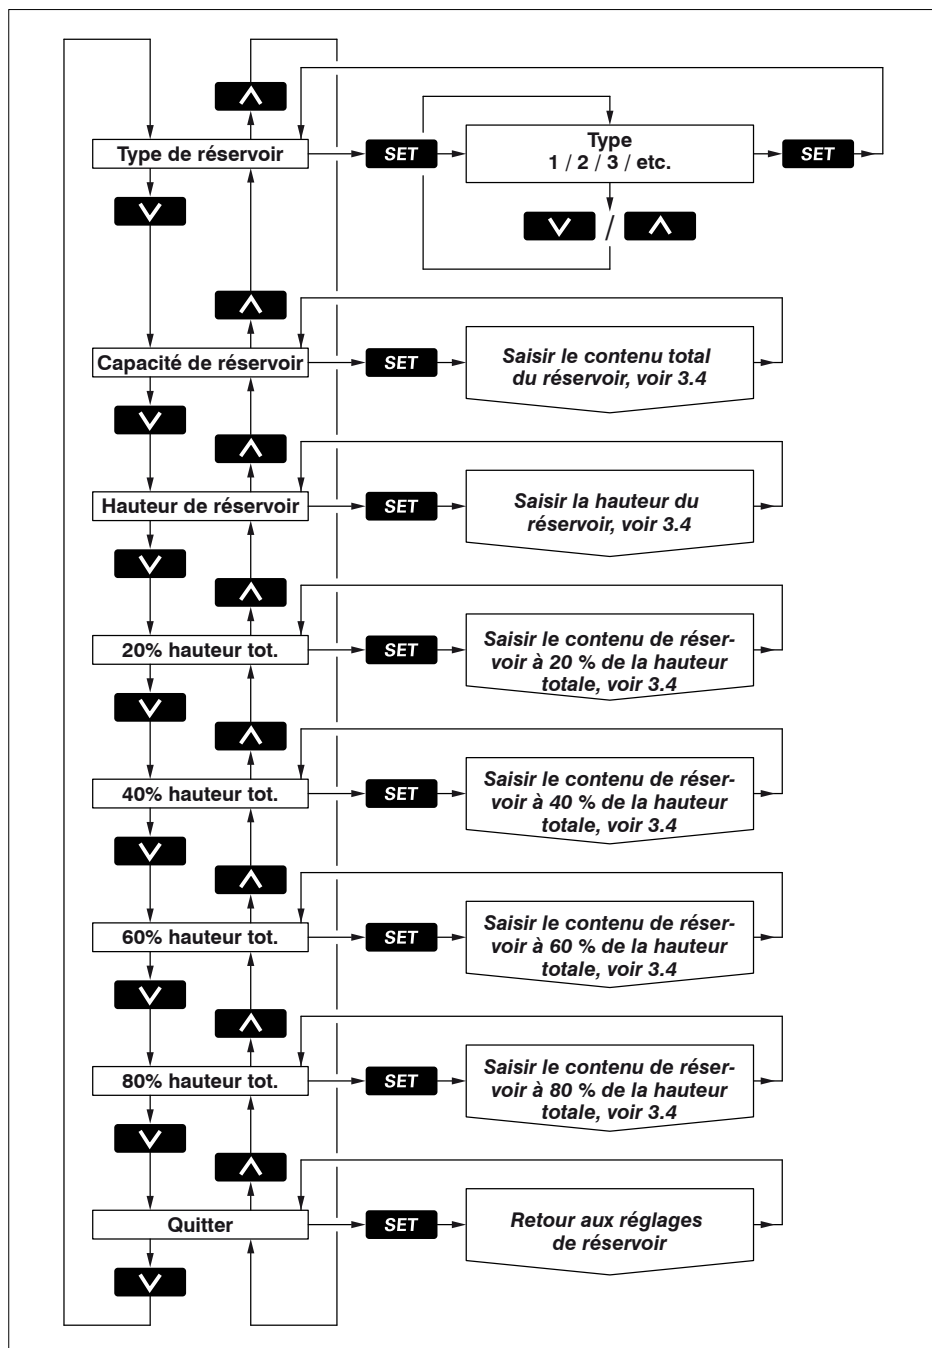 Type de réservoir
SET
Type
1 / 2 / 3 / etc.
SET
/
Capacité de réservoir
SET
Saisir le contenu total
du réservoir, voir 3.4
Hauteur de réservoir
SET
Saisir la hauteur du
réservoir, voir 3.4
20% hauteur tot.
SET
Saisir le contenu de réser-
voir à 20 % de la hauteur
totale, voir 3.4
40% hauteur tot.
SET
Saisir le contenu de réser-
voir à 40 % de la hauteur
totale, voir 3.4
60% hauteur tot.
SET
Saisir le contenu de réser-
voir à 60 % de la hauteur
totale, voir 3.4
80% hauteur tot.
SET
Saisir le contenu de réser-
voir à 80 % de la hauteur
totale, voir 3.4
Quitter
SET
Retour aux réglages
de réservoir